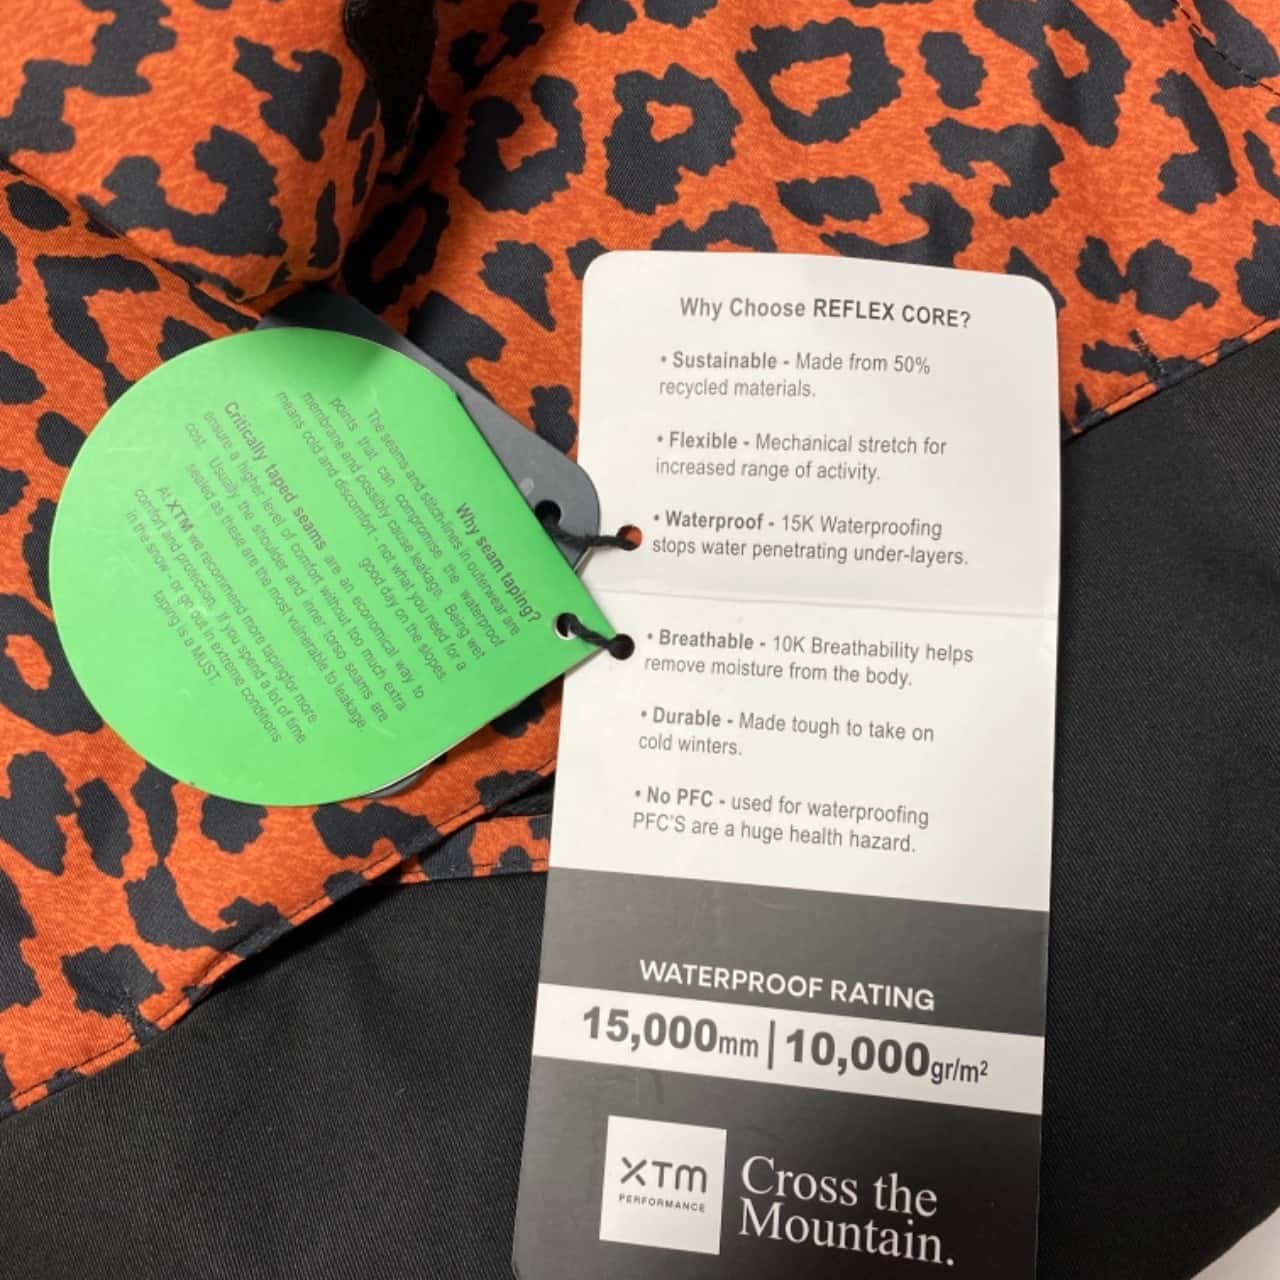 Why seam taping?
The seams and stitch-lines in outerwear are
points that can compromise the waterproof
membrane and possibly cause leakage. Being wet
means cold and discomfort - not what you need for a
good day on the slopes.
Critically taped seams are an economical way to
ensure a higher level of comfort without too much extra
cost. Usually the shoulder and inner torso seams are
sealed as these are the most vulnerable to leakage.
At XTM we recommend more tapingfor more
comfort and protection. If you spend a lot of time
in the snow - or go out in extreme conditions
taping is a MUST.
Why Choose REFLEX CORE?
• Sustainable - Made from 50%
recycled materials.
• Flexible - Mechanical stretch for
increased range of activity.
• Waterproof - 15K Waterproofing
stops water penetrating under-layers.
• Breathable - 10K Breathability helps
remove moisture from the body.
• Durable - Made tough to take on
cold winters.
• No PFC - used for waterproofing
PFC'S are a huge health hazard.
WATERPROOF RATING
15,000mm | 10,000gr/m²
XTM
PERFORMANCE
Cross the
Mountain.